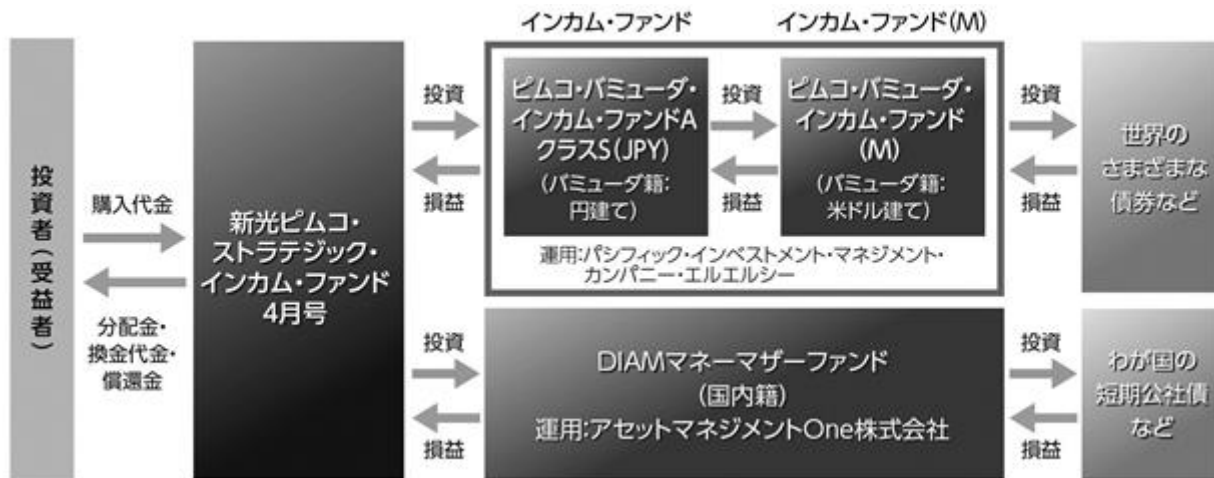 インカム・ファンド
インカム・ファンド(M)
投資者(受益者)
購入代金
分配金・
換金代金・
償還金
新光ピムコ・
ストラテジック・
インカム・ファンド
4月号
投資
損益
ピムコ・バミューダ・
インカム・ファンドA
クラスS(JPY)
(バミューダ籍:
円建て)
投資
損益
ピムコ・バミューダ・
インカム・ファンド
(M)
(バミューダ籍:
米ドル建て)
運用:パシフィック・インベストメント・マネジメント・
カンパニー・エルエルシー
投資
損益
世界の
さまざまな
債券など
投資
損益
DIAMマネーマザーファンド
(国内籍)
運用:アセットマネジメントOne株式会社
投資
損益
わが国の
短期公社債
など